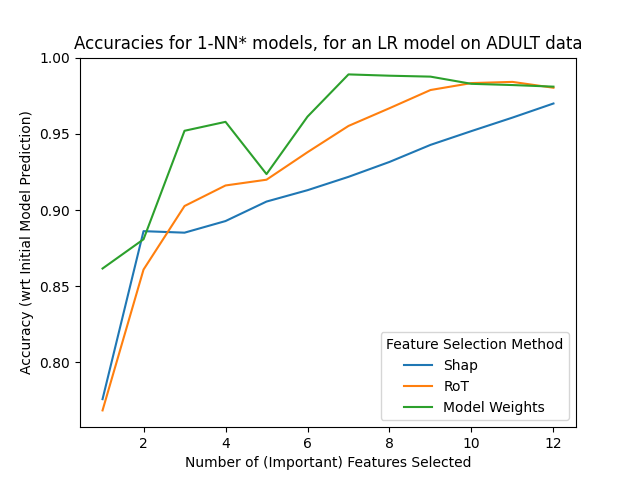 Accuracies for 1-NN* models, for an LR model on ADULT data
1.00
0.95
0.90
0.85
0.80
Accuracy (wrt Initial Model Prediction)
Feature Selection Method
Shap
RoT
Model Weights
2 4 6 8 10 12
Number of (Important) Features Selected